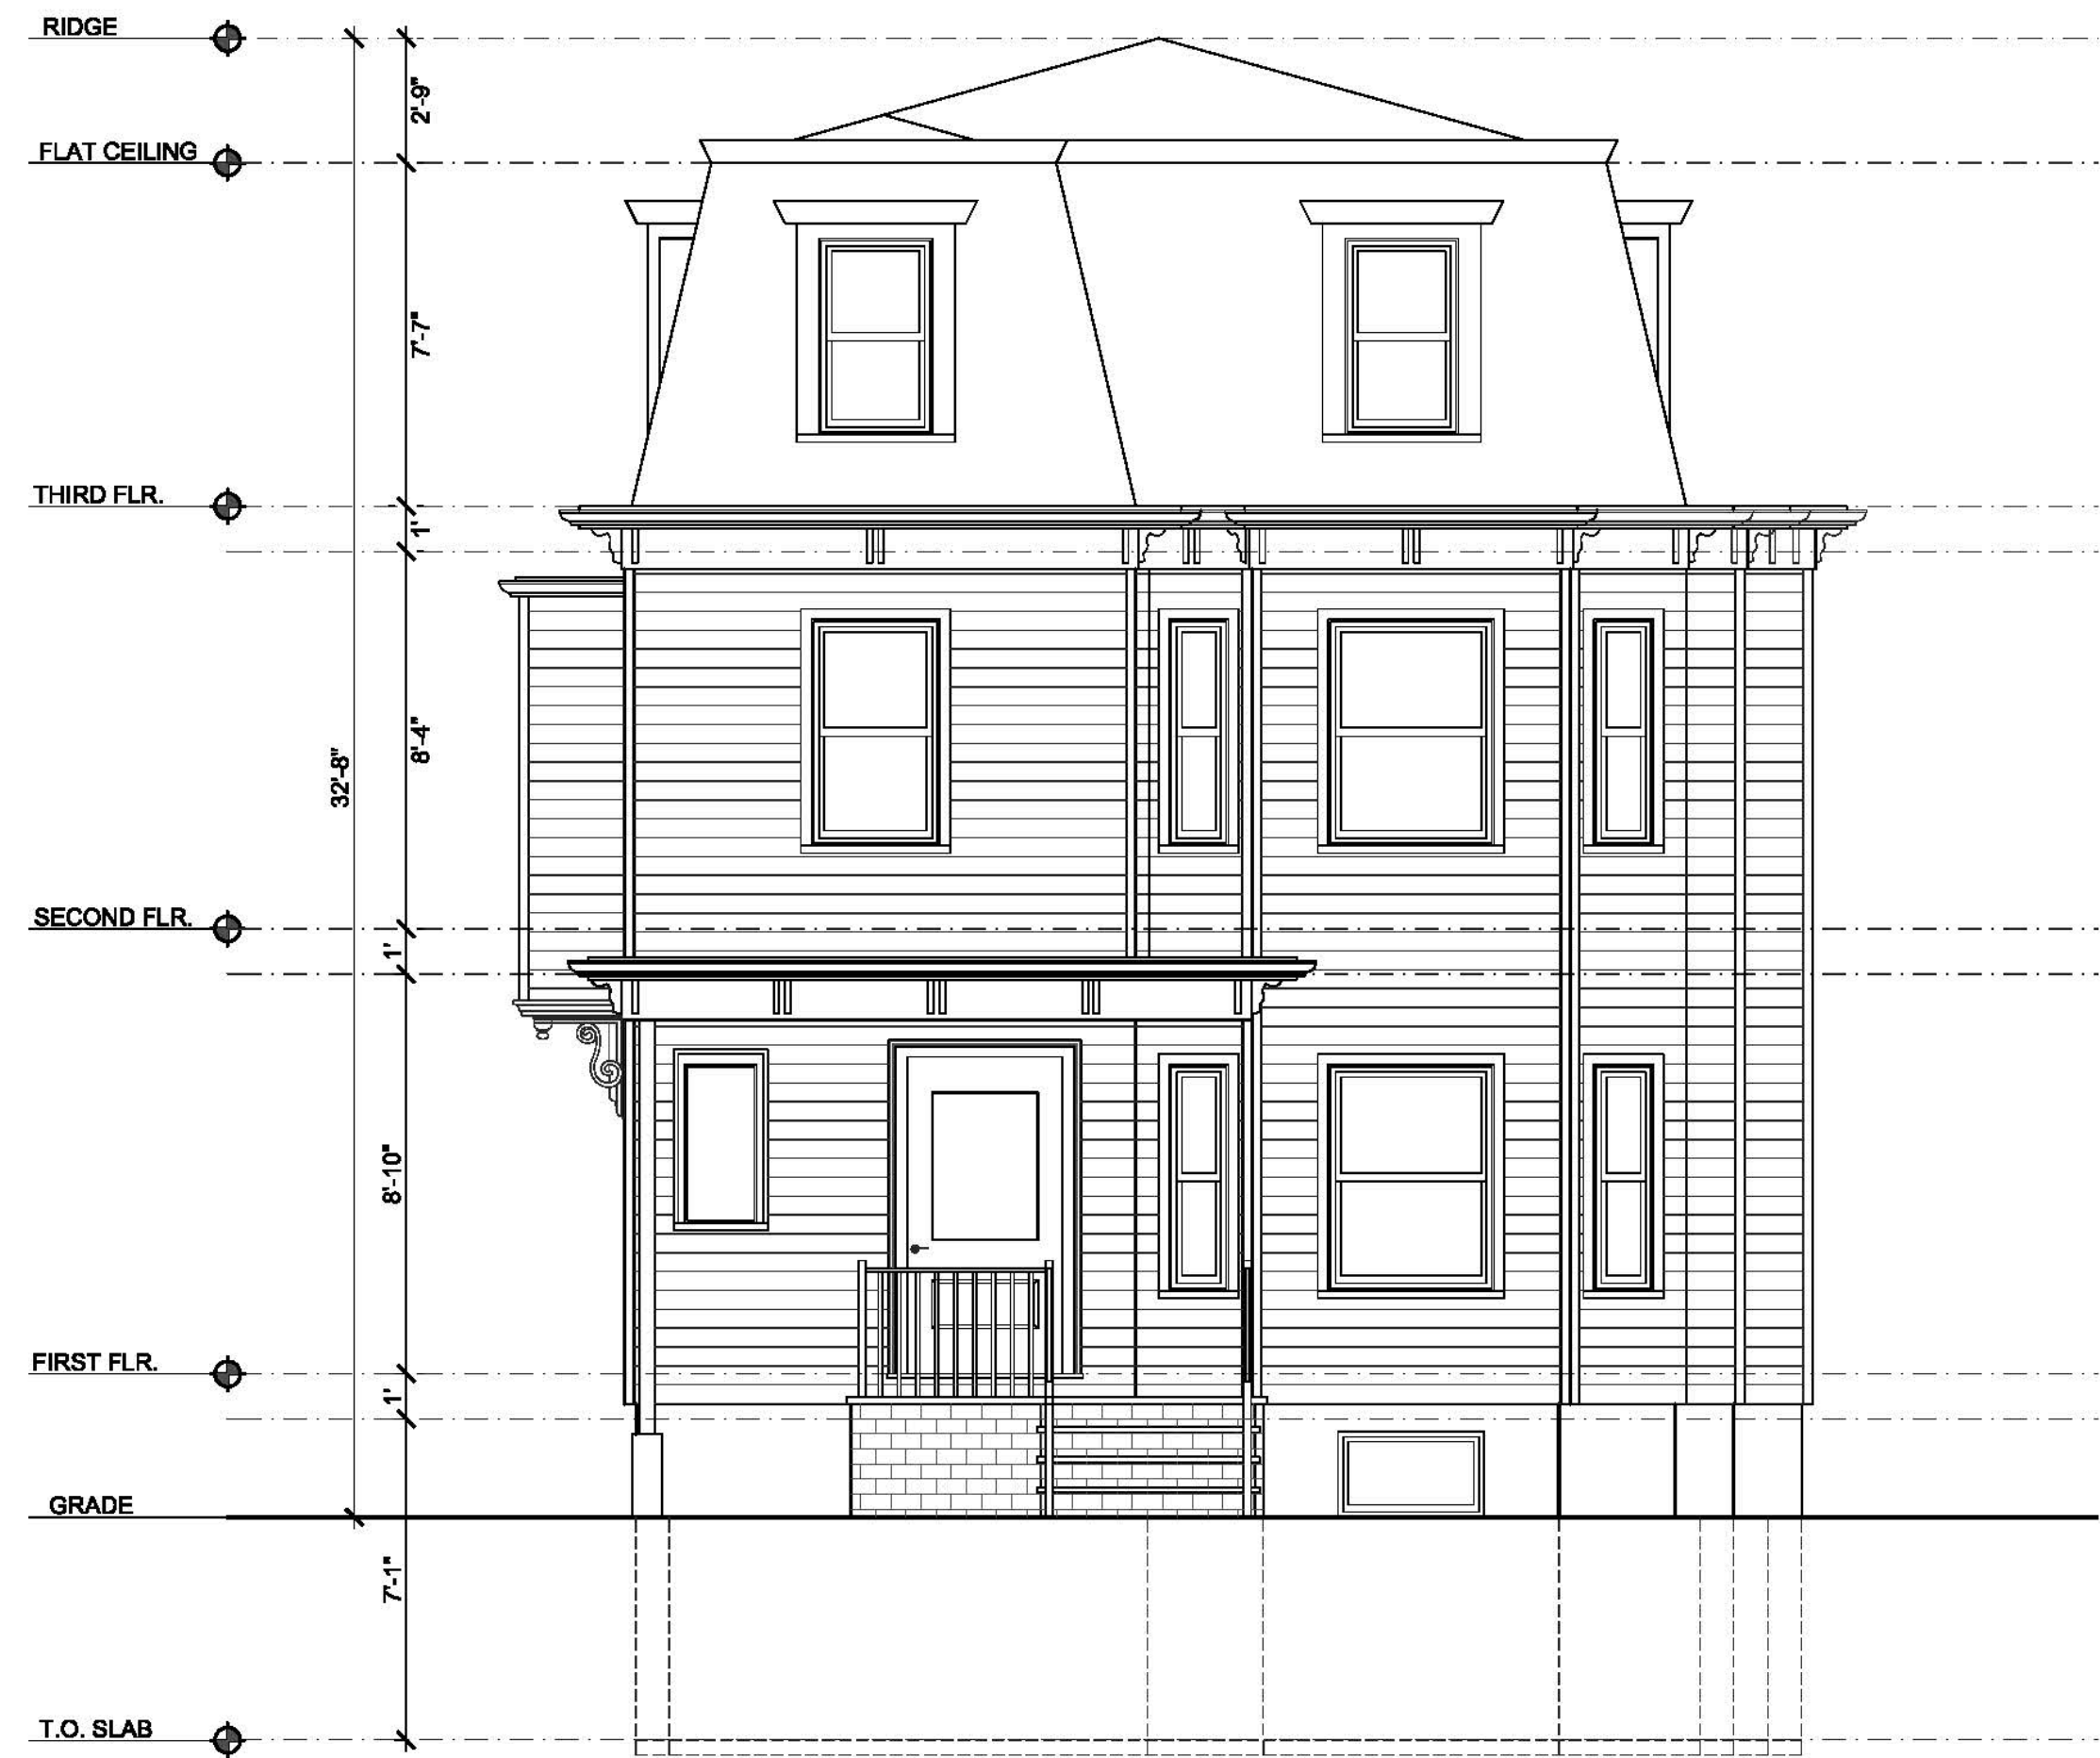 RIDGE
2'-9"
FLAT CEILING
7'-7"
THIRD FLR.
1'
8'-4"
32'-8"
SECOND FLR.
1'
8'-10"
FIRST FLR.
1'
GRADE
7'-1"
T.O. SLAB